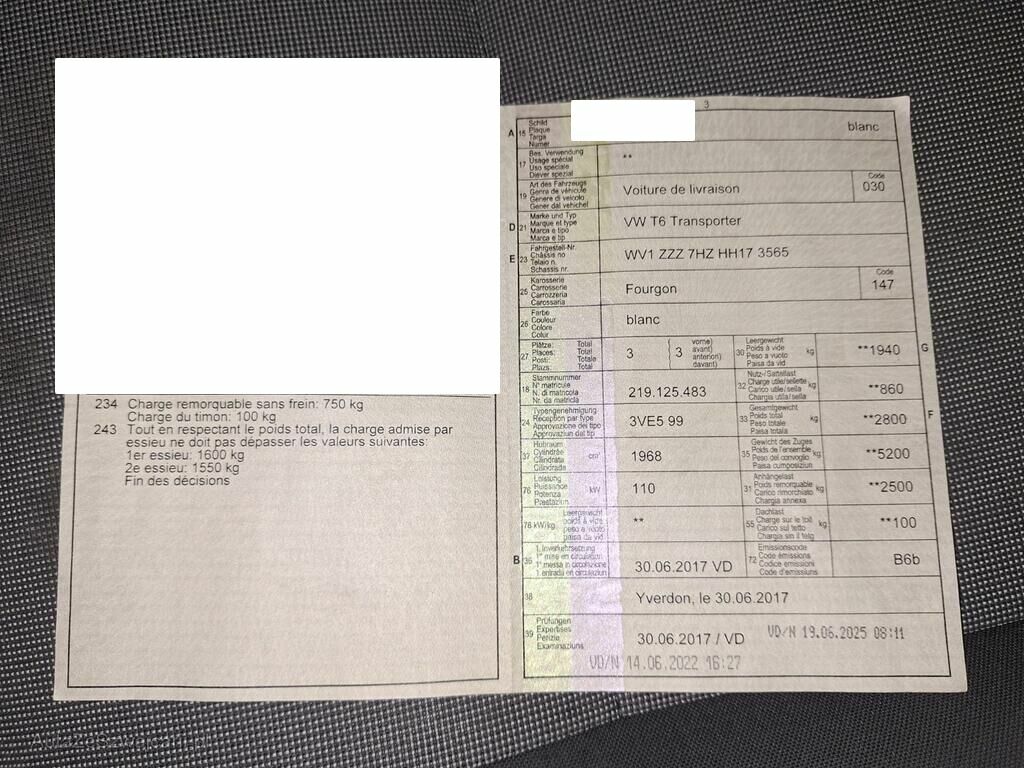 234 Charge remorquable sans frein: 750 kg
Charge du timon: 100 kg
243 Tout en respectant le poids total, la charge admise par
essieu ne doit pas dépasser les valeurs suivantes:
1er essieu: 1600 kg
2e essieu: 1550 kg
Fin des décisions
3
A 15 Schild
Plaque
Targa
Numer
blanc
17 Bes. Verwendung
Usage spécial
Uso speciale
Diever spezial
**
19 Art des Fahrzeugs
Genre de véhicule
Genere di veicolo
Gener dal vehichel
Voiture de livraison
Code
030
D 21 Marke und Typ
Marque et type
Marca e tipo
Marca e tip
VW T6 Transporter
E 23 Fahrgestell-Nr.
Châssis no
Telaio n.
Schassis nr.
WV1 ZZZ 7HZ HH17 3565
25 Karosserie
Carrosserie
Carrozzeria
Carossaria
Fourgon
Code
147
26 Farbe
Couleur
Colore
Colur
blanc
27 Plätze: Total
Places: Total
Posti: Totale
Plazs: Total
3 ( 3 vorne)
avant)
anteriori)
davant)
30 Leergewicht
Poids à vide
Peso a vuoto
Paisa da vid
kg
**1940 G
18 Stammnummer
N° matricule
N. di matricola
Nr. da matricla
219.125.483
32 Nutz-/Sattellast
Charge utile/sellette
Carico utile/sella
Chargia utila/sella
kg
**860
24 Typengenehmigung
Réception par type
Approvazione del tipo
Approvaziun dal tip
3VE5 99
33 Gesamtgewicht
Poids total
Peso totale
Paisa totala
kg
**2800 F
37 Hubraum
Cylindrée
Cilindrata
Cilindrada
cm³
1968
35 Gewicht des Zuges
Poids de l'ensemble
Peso del convoglio
Paisa cumposiziun
kg
**5200
76 Leistung
Puissance
Potenza
Prestaziun
kW
110
31 Anhängelast
Poids remorquable
Carico rimorchiato
Chargia annexa
kg
**2500
78 kW/kg Leergewicht
poids à vide
peso a vuoto
paisa da vid
**
55 Dachlast
Charge sur le toit
Carico sul tetto
Chargia sin il tetg
kg
**100
B 36 1. Inverkehrsetzung
1re mise en circulation
1a messa in circolazione
1. entrada en circulaziun
30.06.2017 VD
72 Emissionscode
Code émissions
Codice emissioni
Code d'emissiuns
B6b
38
Yverdon, le 30.06.2017
39 Prüfungen
Expertises
Perizie
Examinaziuns
30.06.2017 / VD
VD/N 19.06.2025 08:11
VD/N 14.06.2022 16:27